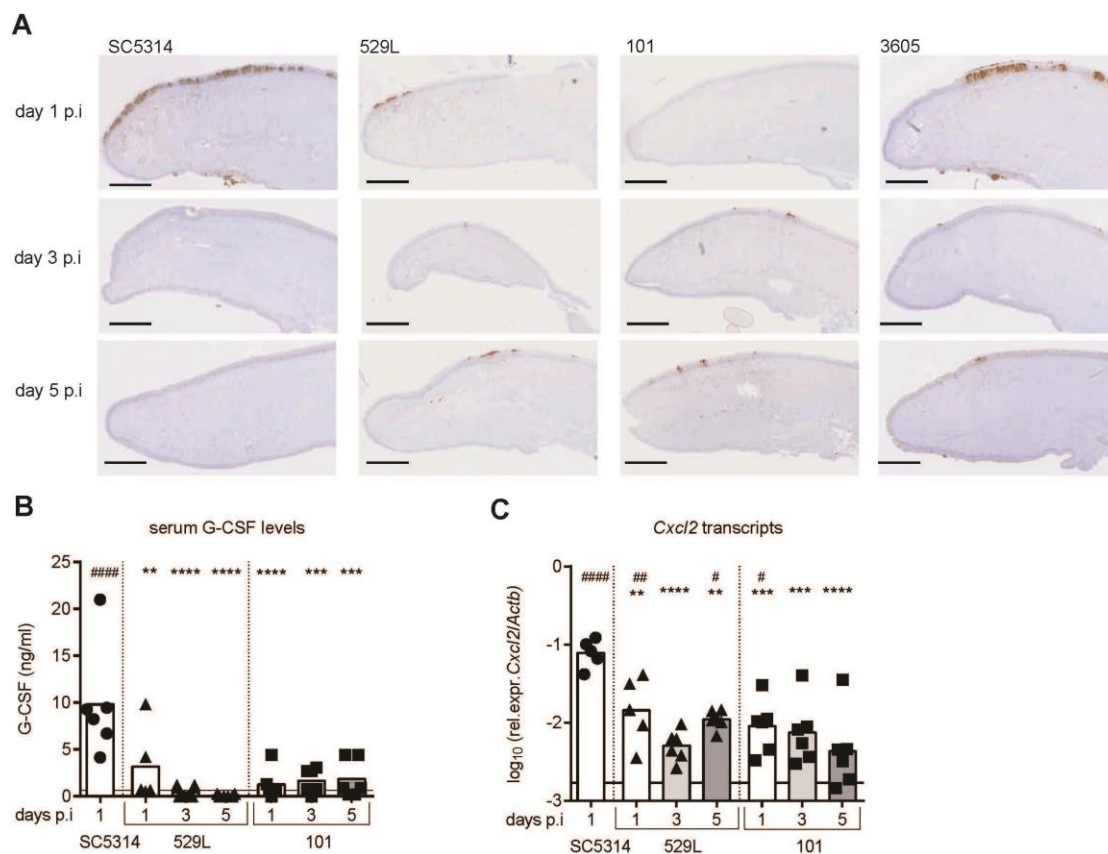 A
SC5314 529L 101 3605
day 1 p.i
day 3 p.i
day 5 p.i
B
serum G-CSF levels
G-CSF (ng/ml)
25
20
15
10
5
0
#### ** **** **** **** *** ***
days p.i 1 1 3 5 1 3 5
SC5314 529L 101
C
Cxcl2 transcripts
log10 (rel.expr.Cxcl2/Actb)
-0
-1
-2
-3
#### ## # #
** **** ** *** *** ****
days p.i 1 1 3 5 1 3 5
SC5314 529L 101